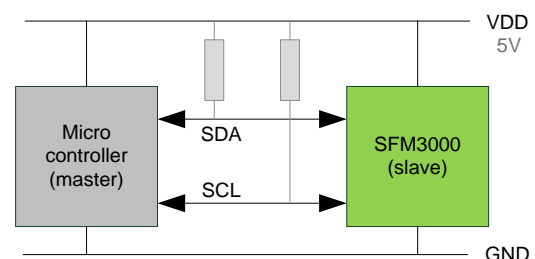 VDD
5V
Micro
controller
(master)
SDA
SCL
SFM3000
(slave)
GND